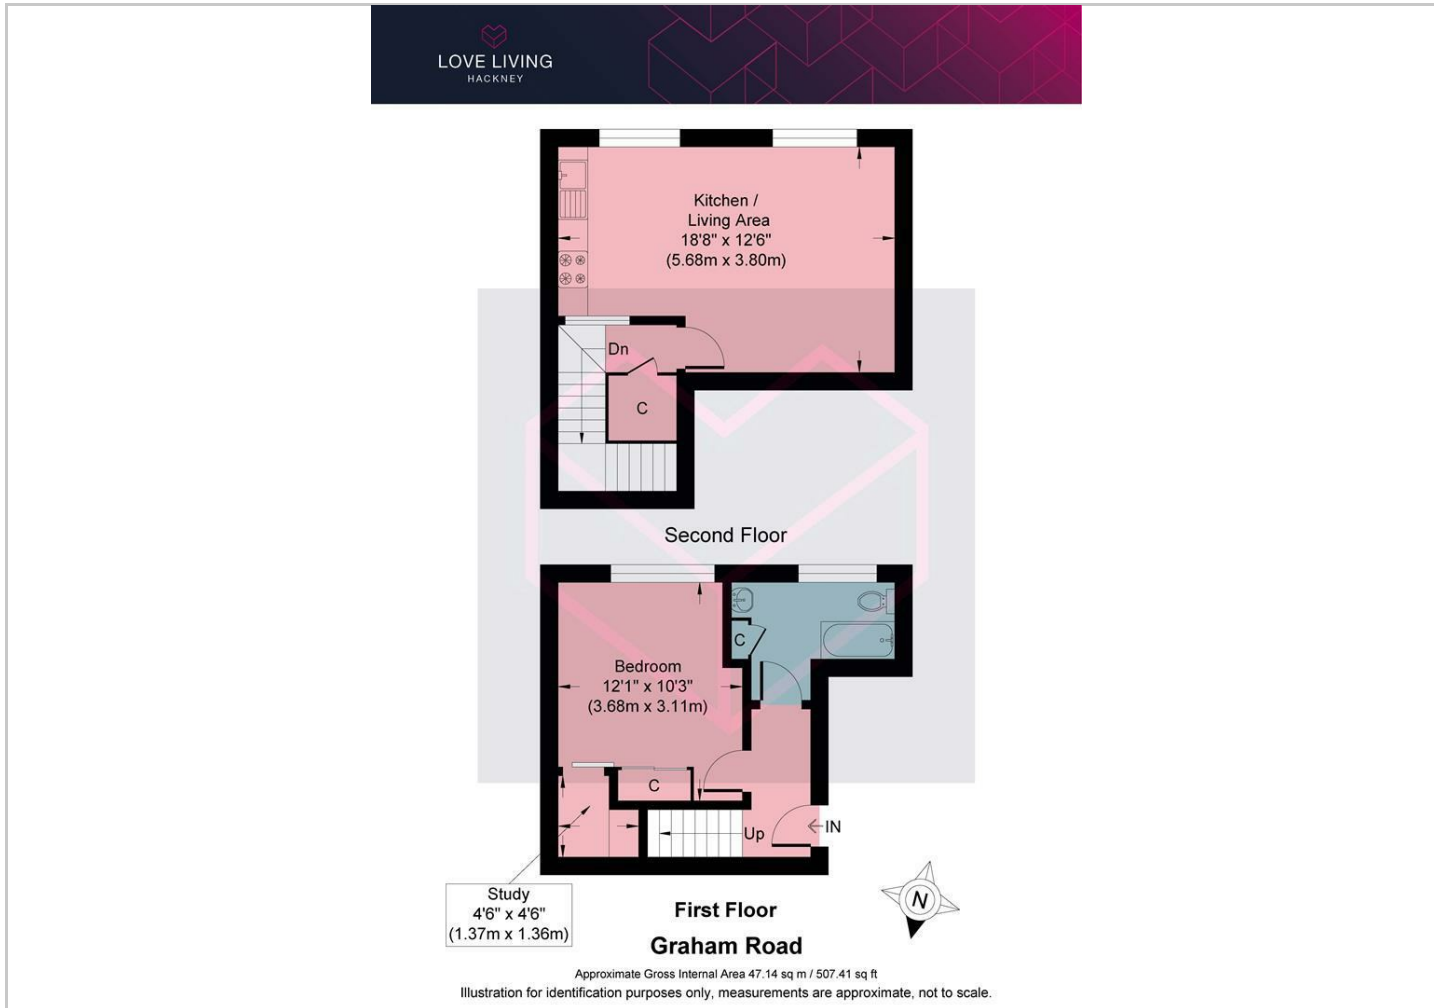 LOVE LIVING
HACKNEY
Kitchen /
Living Area
18'8" x 12'6"
(5.68m x 3.80m)
Dn
C
Second Floor
C
Bedroom
12'1" x 10'3"
(3.68m x 3.11m)
C
Up
IN
Study
4'6" x 4'6"
(1.37m x 1.36m)
N
First Floor
Graham Road
Approximate Gross Internal Area 47.14 sq m / 507.41 sq ft
Illustration for identification purposes only, measurements are approximate, not to scale.